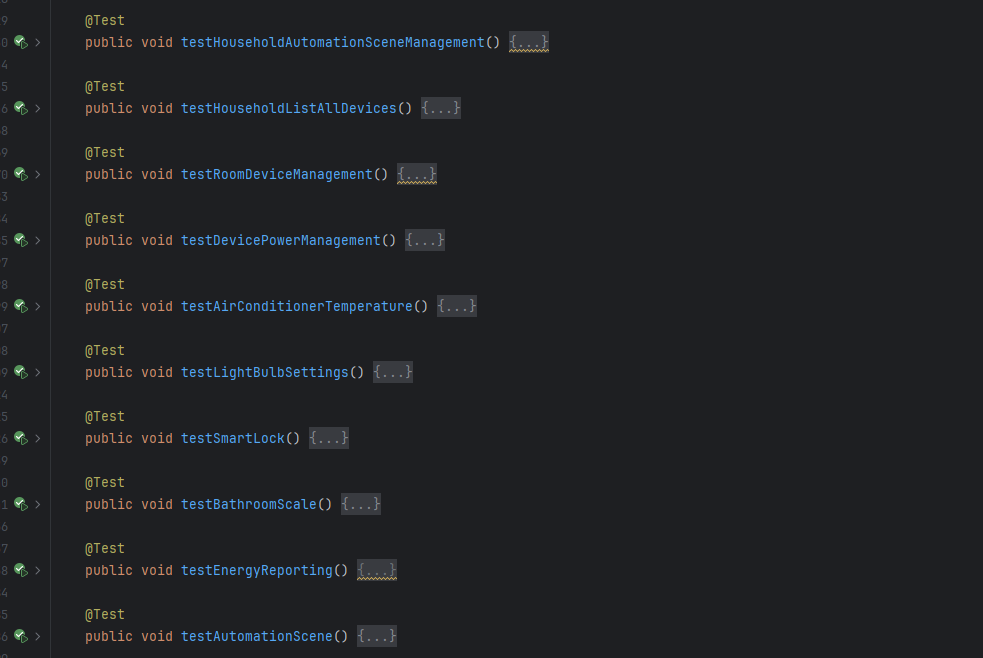 @Test
public void testHouseholdAutomationSceneManagement() {...}
@Test
public void testHouseholdListAllDevices() {...}
@Test
public void testRoomDeviceManagement() {...}
@Test
public void testDevicePowerManagement() {...}
@Test
public void testAirConditionerTemperature() {...}
@Test
public void testLightBulbSettings() {...}
@Test
public void testSmartLock() {...}
@Test
public void testBathroomScale() {...}
@Test
public void testEnergyReporting() {...}
@Test
public void testAutomationScene() {...}